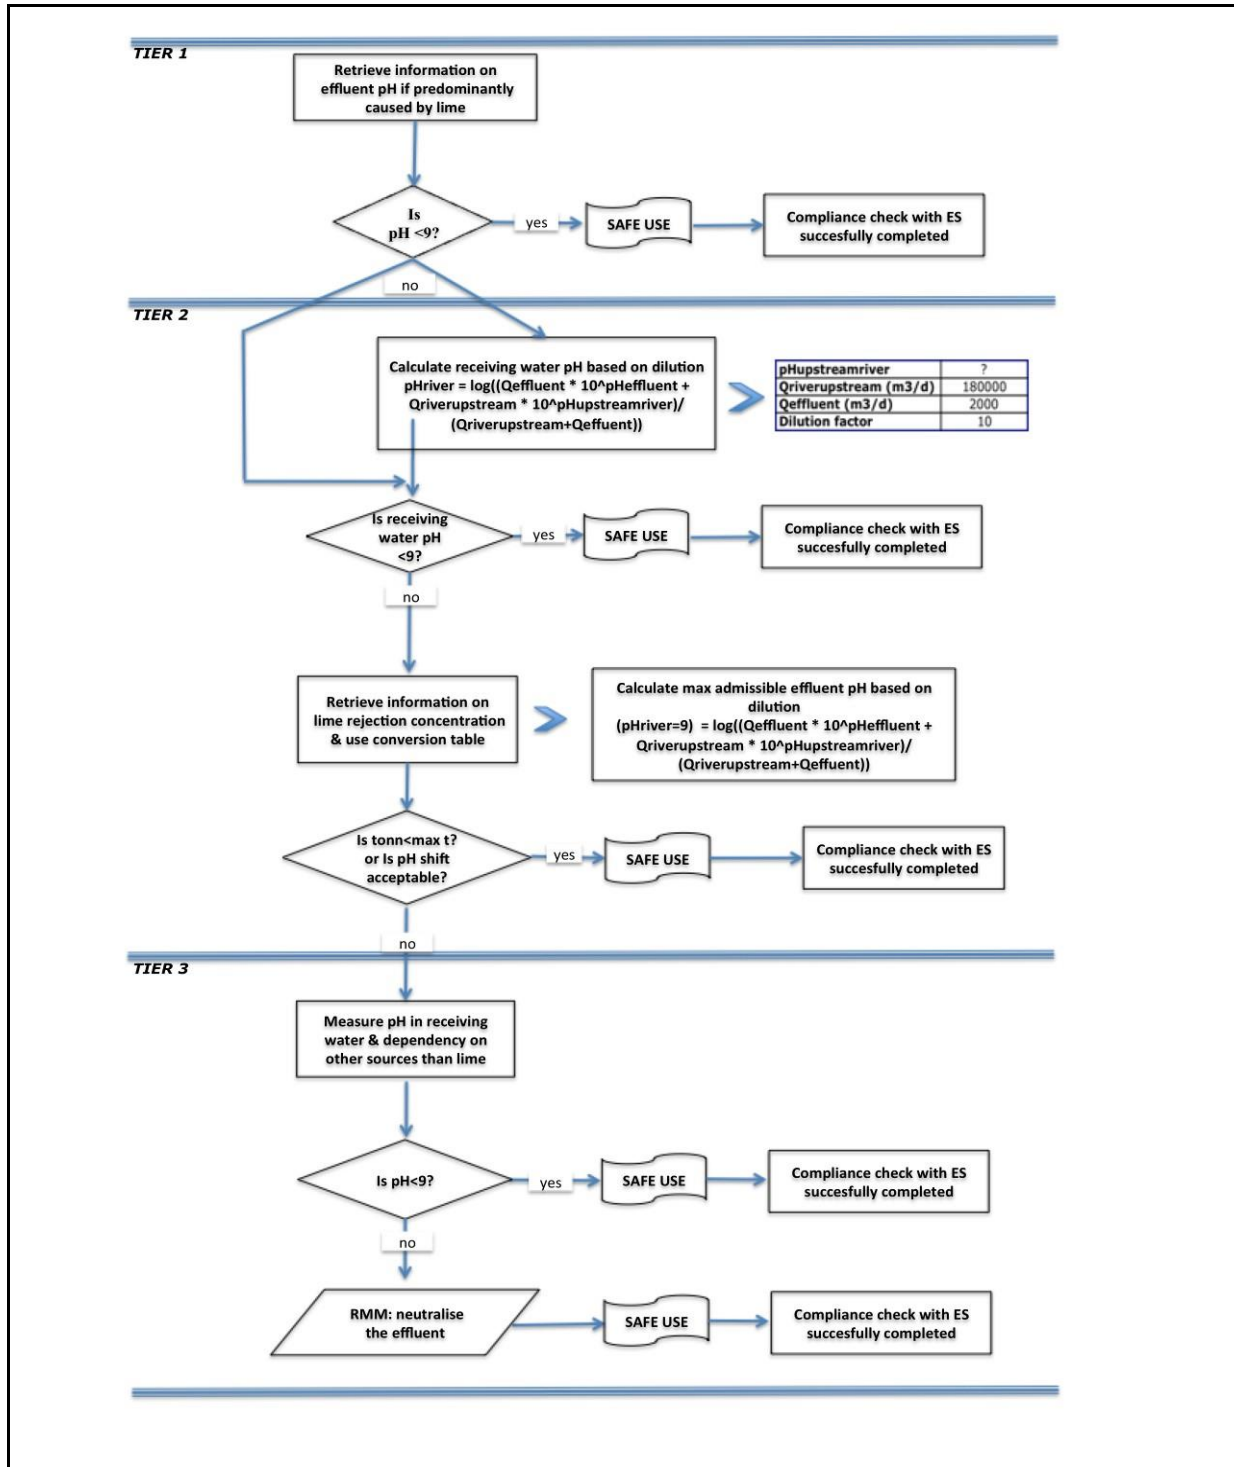 TIER 1
Retrieve information on
effluent pH if predominantly
caused by lime
Is
pH <9?
yes
SAFE USE
Compliance check with ES
succesfully completed
no
TIER 2
Calculate receiving water pH based on dilution
pHriver = log((Qeffluent * 10^pHeffluent +
Qriverupstream * 10^pHupstreamriver)/
(Qriverupstream+Qeffuent))
pHupstreamriver ?
Qriverupstream (m3/d) 180000
Qeffluent (m3/d) 2000
Dilution factor 10
Is receiving
water pH
<9?
yes
SAFE USE
Compliance check with ES
succesfully completed
no
Retrieve information on
lime rejection concentration
& use conversion table
Calculate max admissible effluent pH based on
dilution
(pHriver=9) = log((Qeffluent * 10^pHeffluent +
Qriverupstream * 10^pHupstreamriver)/
(Qriverupstream+Qeffuent))
Is tonn<max t?
or Is pH shift
acceptable?
yes
SAFE USE
Compliance check with ES
succesfully completed
no
TIER 3
Measure pH in receiving
water & dependency on
other sources than lime
Is pH<9?
yes
SAFE USE
Compliance check with ES
succesfully completed
no
RMM: neutralise
the effluent
SAFE USE
Compliance check with ES
succesfully completed